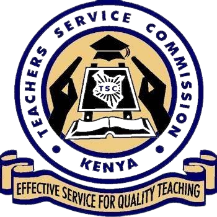 TEACHERS SERVICE COMMISSION
TSC
• KENYA •
EFFECTIVE SERVICE FOR QUALITY TEACHING